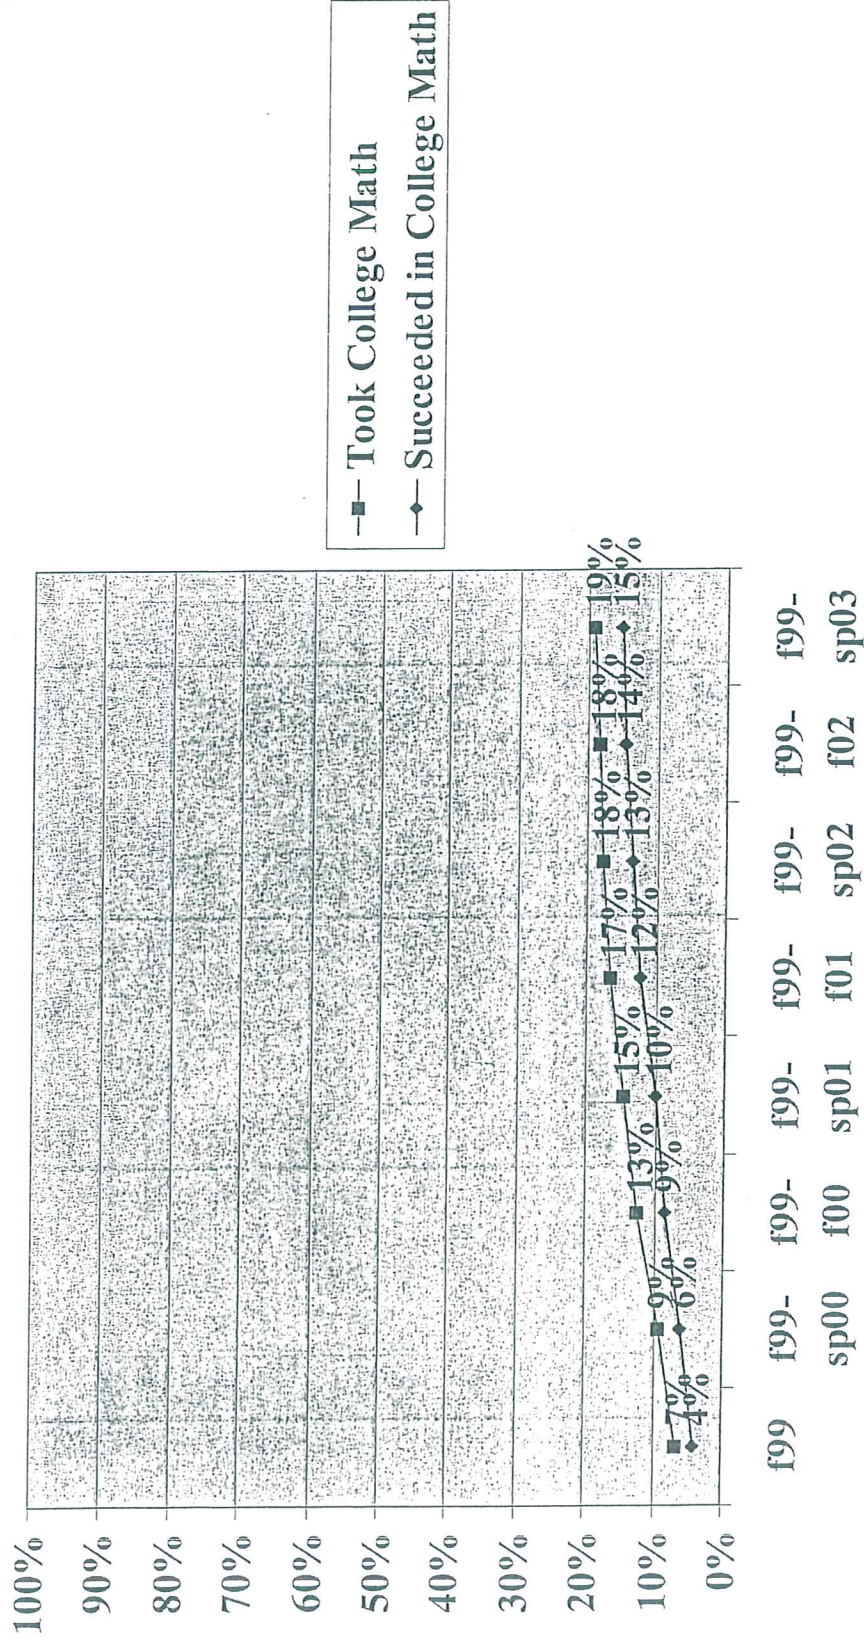 100%
90%
80%
70%
60%
50%
40%
30%
20%
10%
0%
7% 9% 13% 15% 17% 18% 18% 19%
4% 6% 9% 10% 12% 13% 14% 15%
f99 f99- f99- f99- f99- f99- f99- f99-
sp00 f00 sp01 f01 sp02 f02 sp03
Took College Math
Succeeded in College Math